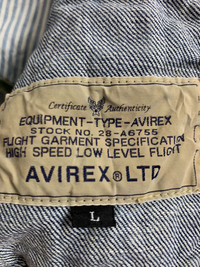 Certificate Authenticity
EQUIPMENT-TYPE-AVIREX
STOCK NO. 28-A6755
FLIGHT GARMENT SPECIFICATION
HIGH SPEED LOW LEVEL FLIGHT
AVIREX® LTD
L